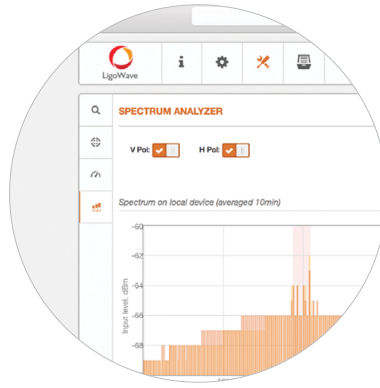 LigoWave
SPECTRUM ANALYZER
V Pol:
H Pol:
Spectrum on local device (averaged 10min)
-60
-62
-64
-66
-68
Input level, dBm